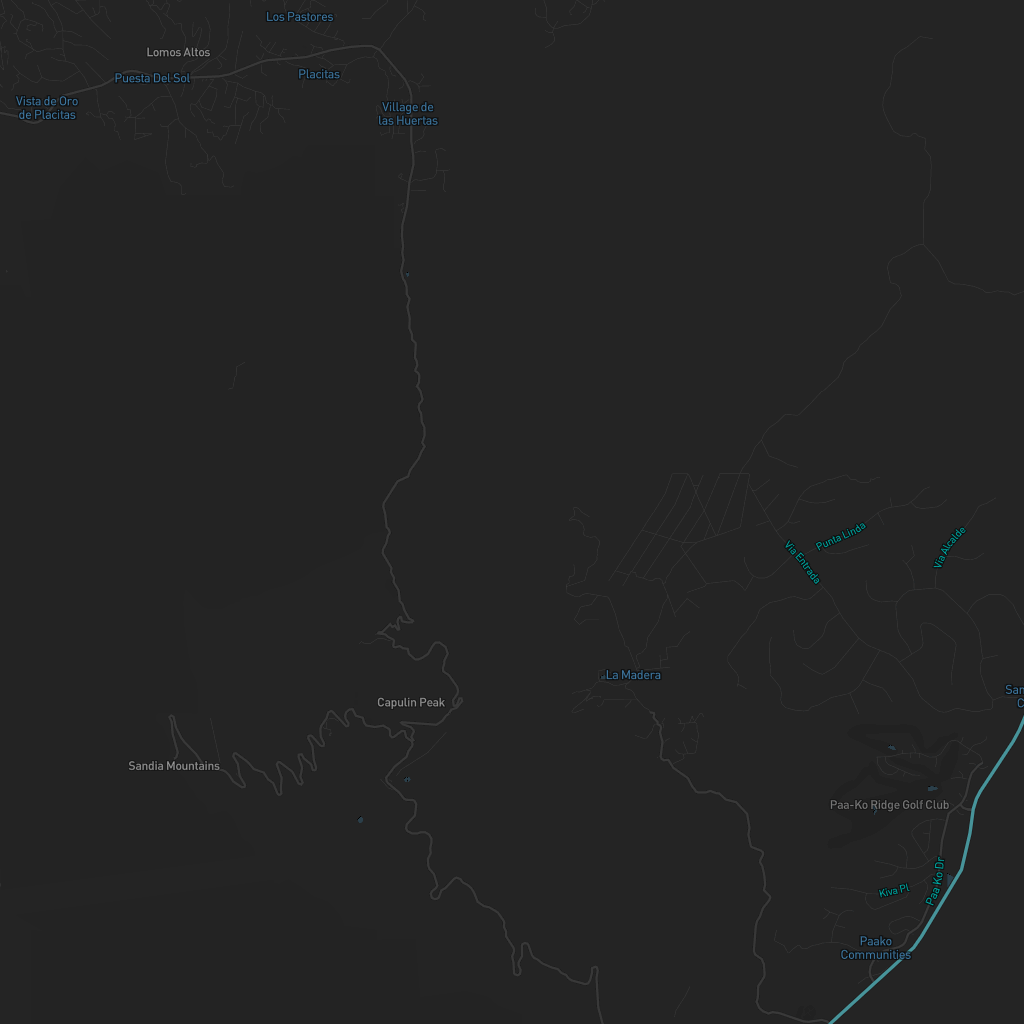 Los Pastores
Lomos Altos
Puesta Del Sol
Placitas
Vista de Oro
de Placitas
Village de
las Huertas
Punta Linda
Via Entrada
Via Alcalde
La Madera
San
C
Capulin Peak
Sandia Mountains
Paa-Ko Ridge Golf Club
Kiva Pl
Paa Ko Dr
Paako
Communities